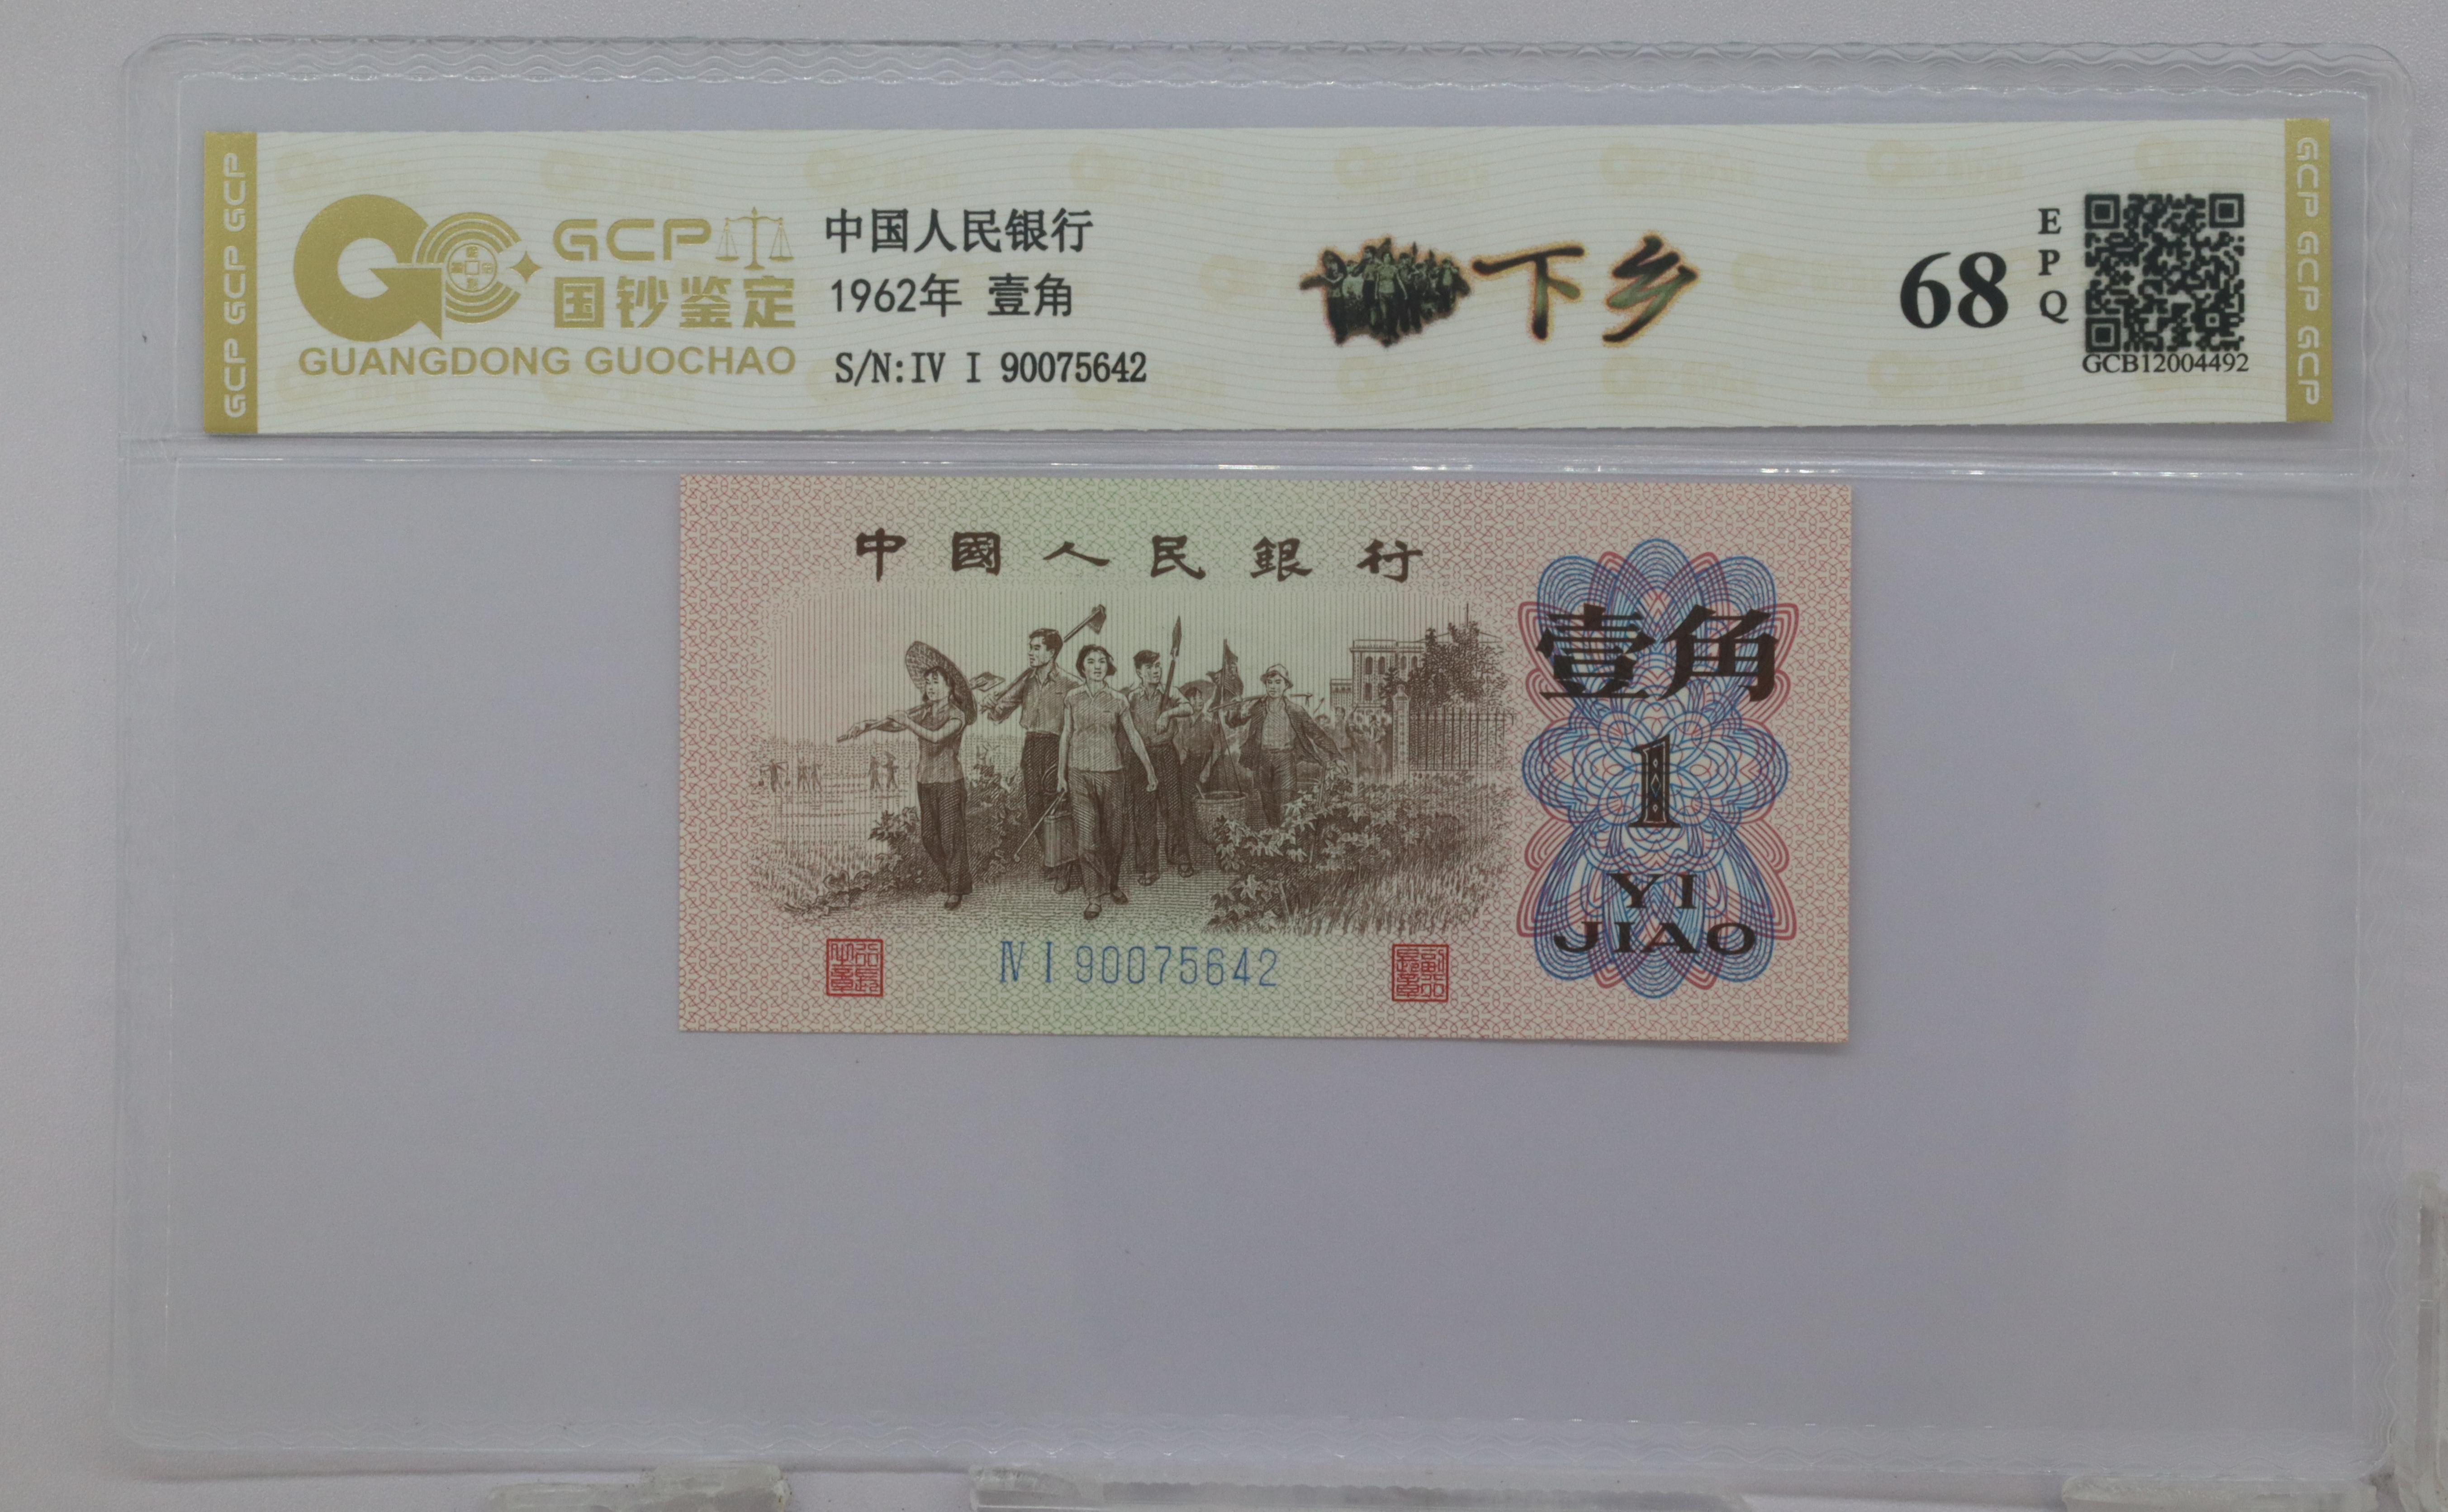 GCP GCP GCP
GCP
国钞鉴定
GUANGDONG GUOCHAO
中国人民银行
1962年 壹角
S/N:IV I 90075642
下乡
68
EPQ
GCB12004492
GCP GCP GCP
中國人民銀行
壹角
1
YI
JIAO
IV I 90075642